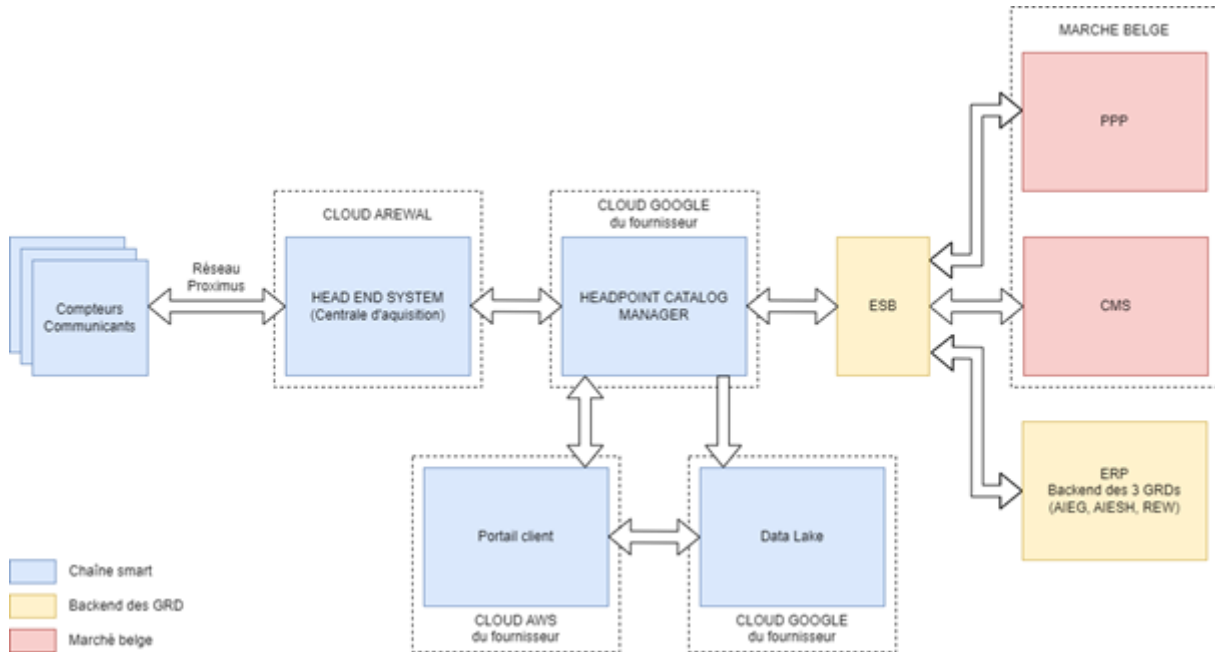 MARCHE BELGE
PPP
CLOUD AREWAL
CLOUD GOOGLE
du fournisseur
Réseau
Proximus
Compteurs
Communicants
HEAD END SYSTEM
(Centrale d'aquisition)
HEADPOINT CATALOG
MANAGER
ESB
CMS
ERP
Backend des 3 GRDs
(AIEG, AIESH, REW)
Portail client
Data Lake
CLOUD AWS
du fournisseur
CLOUD GOOGLE
du fournisseur
Chaîne smart
Backend des GRD
Marché belge